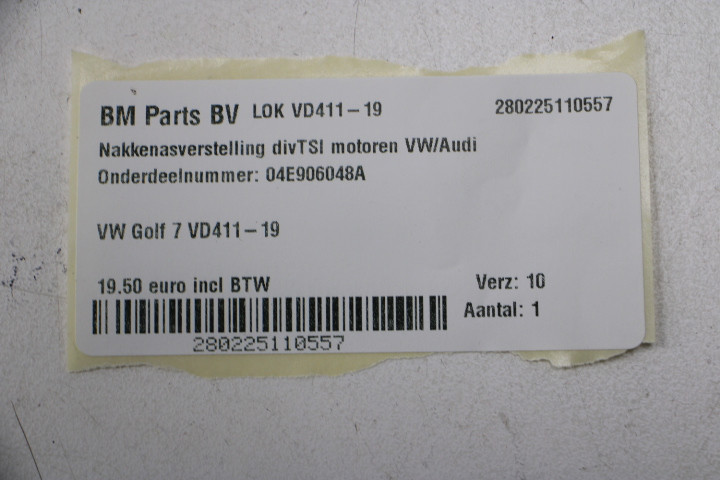 BM Parts BV LOK VD411-19 280225110557
Nakkenasverstelling divTSI motoren VW/Audi
Onderdeelnummer: 04E906048A
VW Golf 7 VD411-19
19.50 euro incl BTW Verz: 10
Aantal: 1
280225110557